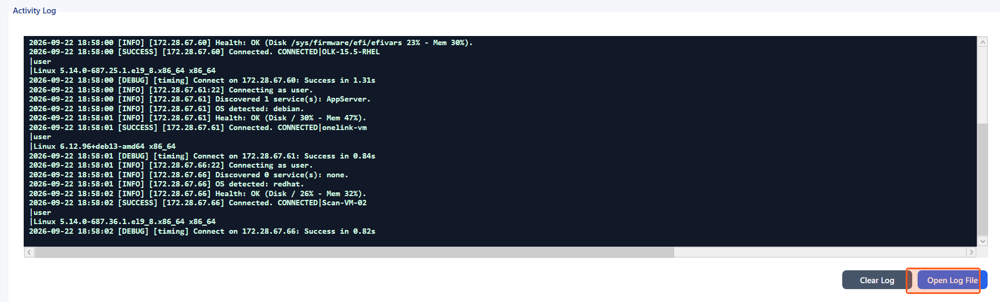 Activity Log
2026-09-22 18:58:00 [INFO] [172.28.67.60] Health: OK (Disk /sys/firmware/efi/efivars 23% - Mem 30%).
2026-09-22 18:58:00 [SUCCESS] [172.28.67.60] Connected. CONNECTED|OLK-15.5-RHEL
|user
|Linux 5.14.0-687.25.1.el9_8.x86_64 x86_64
2026-09-22 18:58:00 [DEBUG] [timing] Connect on 172.28.67.60: Success in 1.31s
2026-09-22 18:58:00 [INFO] [172.28.67.61:22] Connecting as user.
2026-09-22 18:58:00 [INFO] [172.28.67.61] Discovered 1 service(s): AppServer.
2026-09-22 18:58:00 [INFO] [172.28.67.61] OS detected: debian.
2026-09-22 18:58:01 [INFO] [172.28.67.61] Health: OK (Disk / 30% - Mem 47%).
2026-09-22 18:58:01 [SUCCESS] [172.28.67.61] Connected. CONNECTED|onelink-vm
|user
|Linux 6.12.96+deb13-amd64 x86_64
2026-09-22 18:58:01 [DEBUG] [timing] Connect on 172.28.67.61: Success in 0.84s
2026-09-22 18:58:01 [INFO] [172.28.67.66:22] Connecting as user.
2026-09-22 18:58:01 [INFO] [172.28.67.66] Discovered 0 service(s): none.
2026-09-22 18:58:01 [INFO] [172.28.67.66] OS detected: redhat.
2026-09-22 18:58:02 [INFO] [172.28.67.66] Health: OK (Disk / 26% - Mem 32%).
2026-09-22 18:58:02 [SUCCESS] [172.28.67.66] Connected. CONNECTED|Scan-VM-02
|user
|Linux 5.14.0-687.36.1.el9_8.x86_64 x86_64
2026-09-22 18:58:02 [DEBUG] [timing] Connect on 172.28.67.66: Success in 0.82s
Clear Log Open Log File